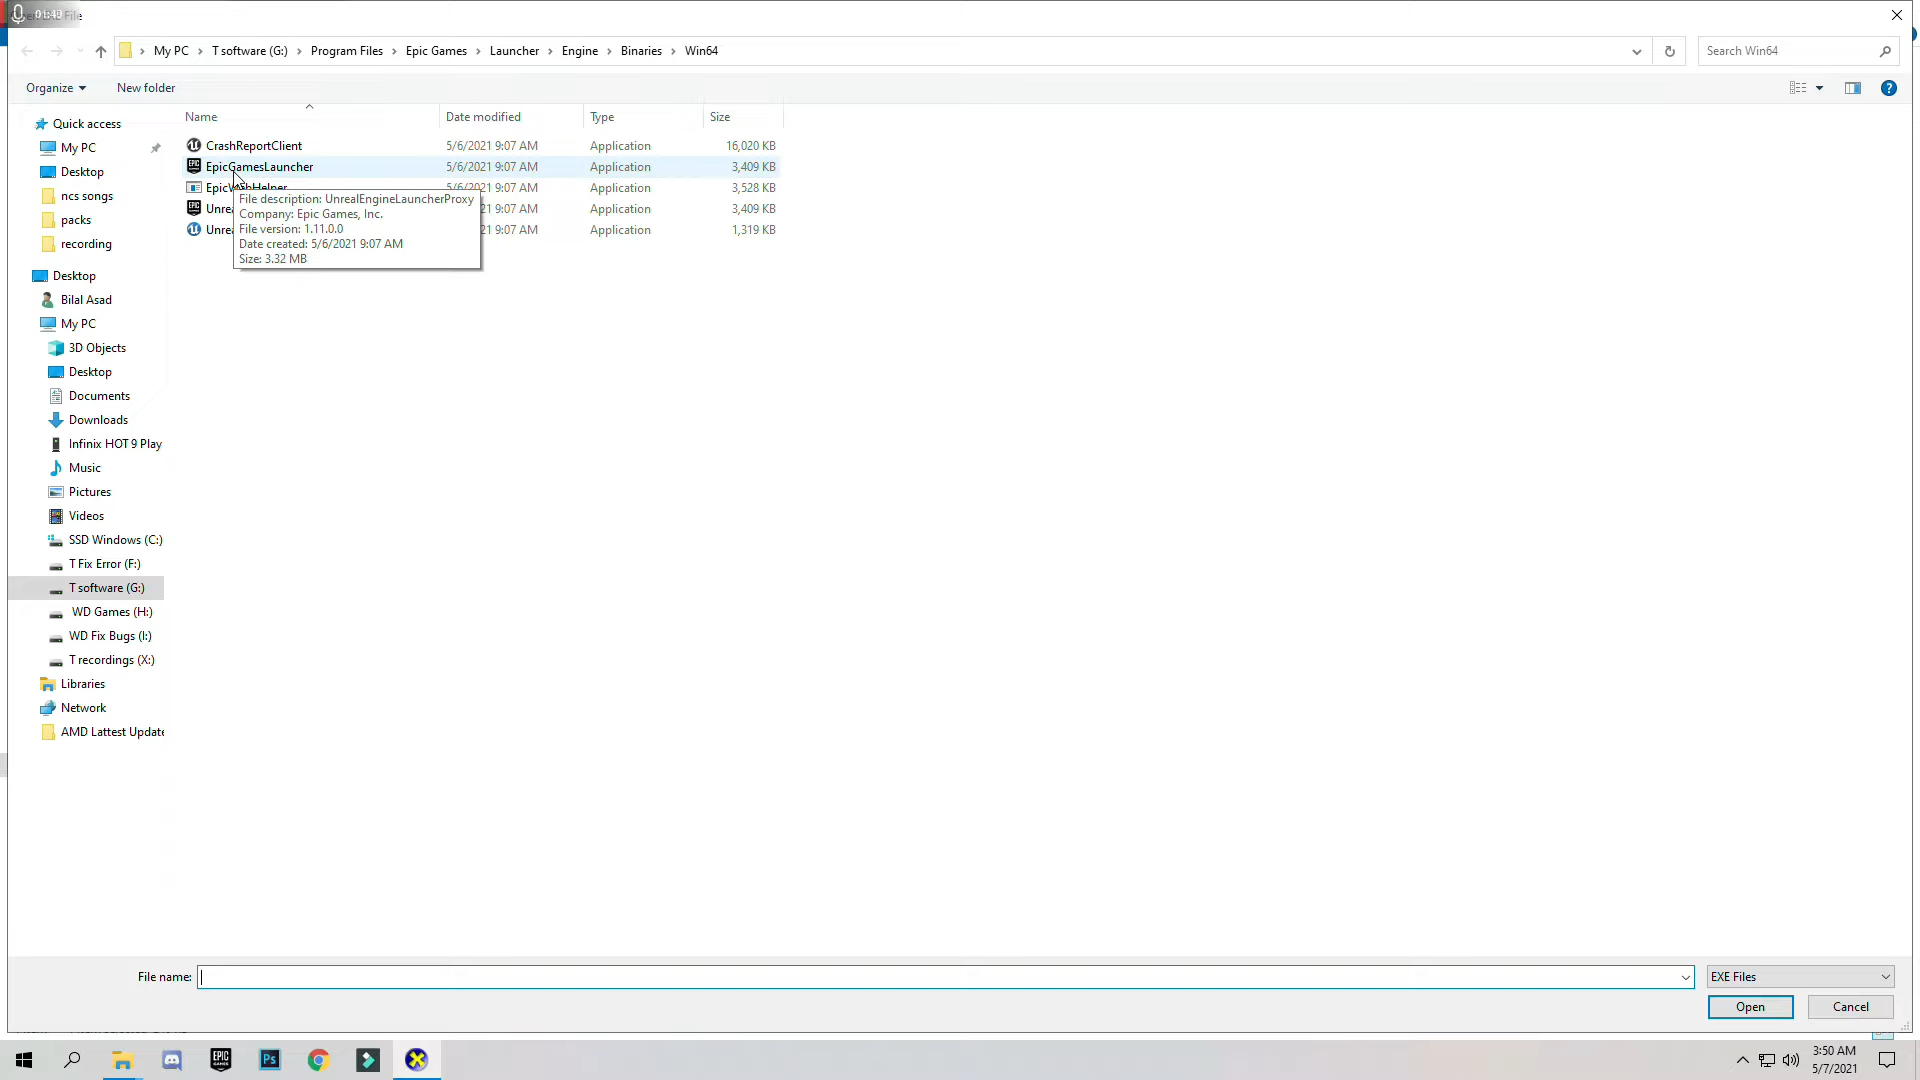 01:49
File
My PC > T software (G:) > Program Files > Epic Games > Launcher > Engine > Binaries > Win64
Search Win64
Organize
New folder
Name
Date modified
Type
Size
CrashReportClient 5/6/2021 9:07 AM Application 16,020 KB
EpicGamesLauncher 5/6/2021 9:07 AM Application 3,409 KB
EpicWebHelper 5/6/2021 9:07 AM Application 3,528 KB
Unrea 21 9:07 AM Application 3,409 KB
Unrea 21 9:07 AM Application 1,319 KB
File description: UnrealEngineLauncherProxy
Company: Epic Games, Inc.
File version: 1.11.0.0
Date created: 5/6/2021 9:07 AM
Size: 3.32 MB
Quick access
My PC
Desktop
ncs songs
packs
recording
Desktop
Bilal Asad
My PC
3D Objects
Desktop
Documents
Downloads
Infinix HOT 9 Play
Music
Pictures
Videos
SSD Windows (C:)
T Fix Error (F:)
T software (G:)
WD Games (H:)
WD Fix Bugs (I:)
T recordings (X:)
Libraries
Network
AMD Lattest Update
File name:
EXE Files
Open
Cancel
EPIC GAMES
Ps
3:50 AM
5/7/2021